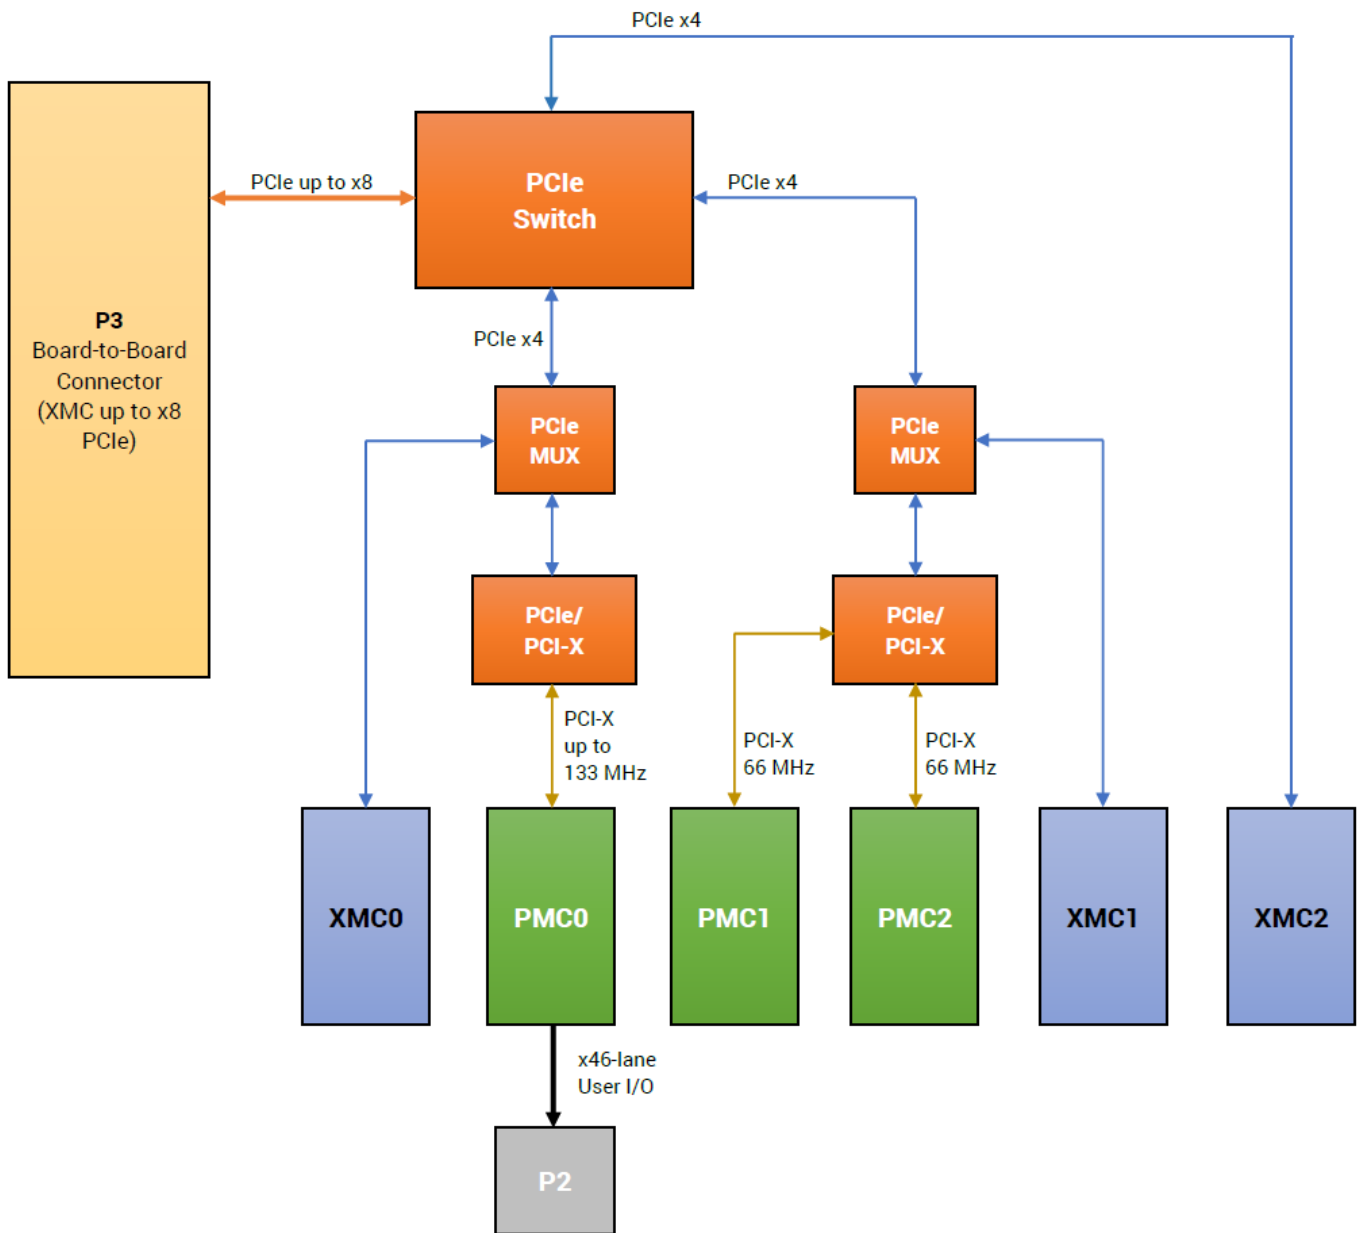 PCIe x4
PCIe up to x8
PCIe
Switch
PCIe x4
P3
Board-to-Board
Connector
(XMC up to x8
PCIe)
PCIe x4
PCIe
MUX
PCIe
MUX
PCIe/
PCI-X
PCIe/
PCI-X
PCI-X
up to
133 MHz
PCI-X
66 MHz
PCI-X
66 MHz
XMC0
PMC0
PMC1
PMC2
XMC1
XMC2
x46-lane
User I/O
P2